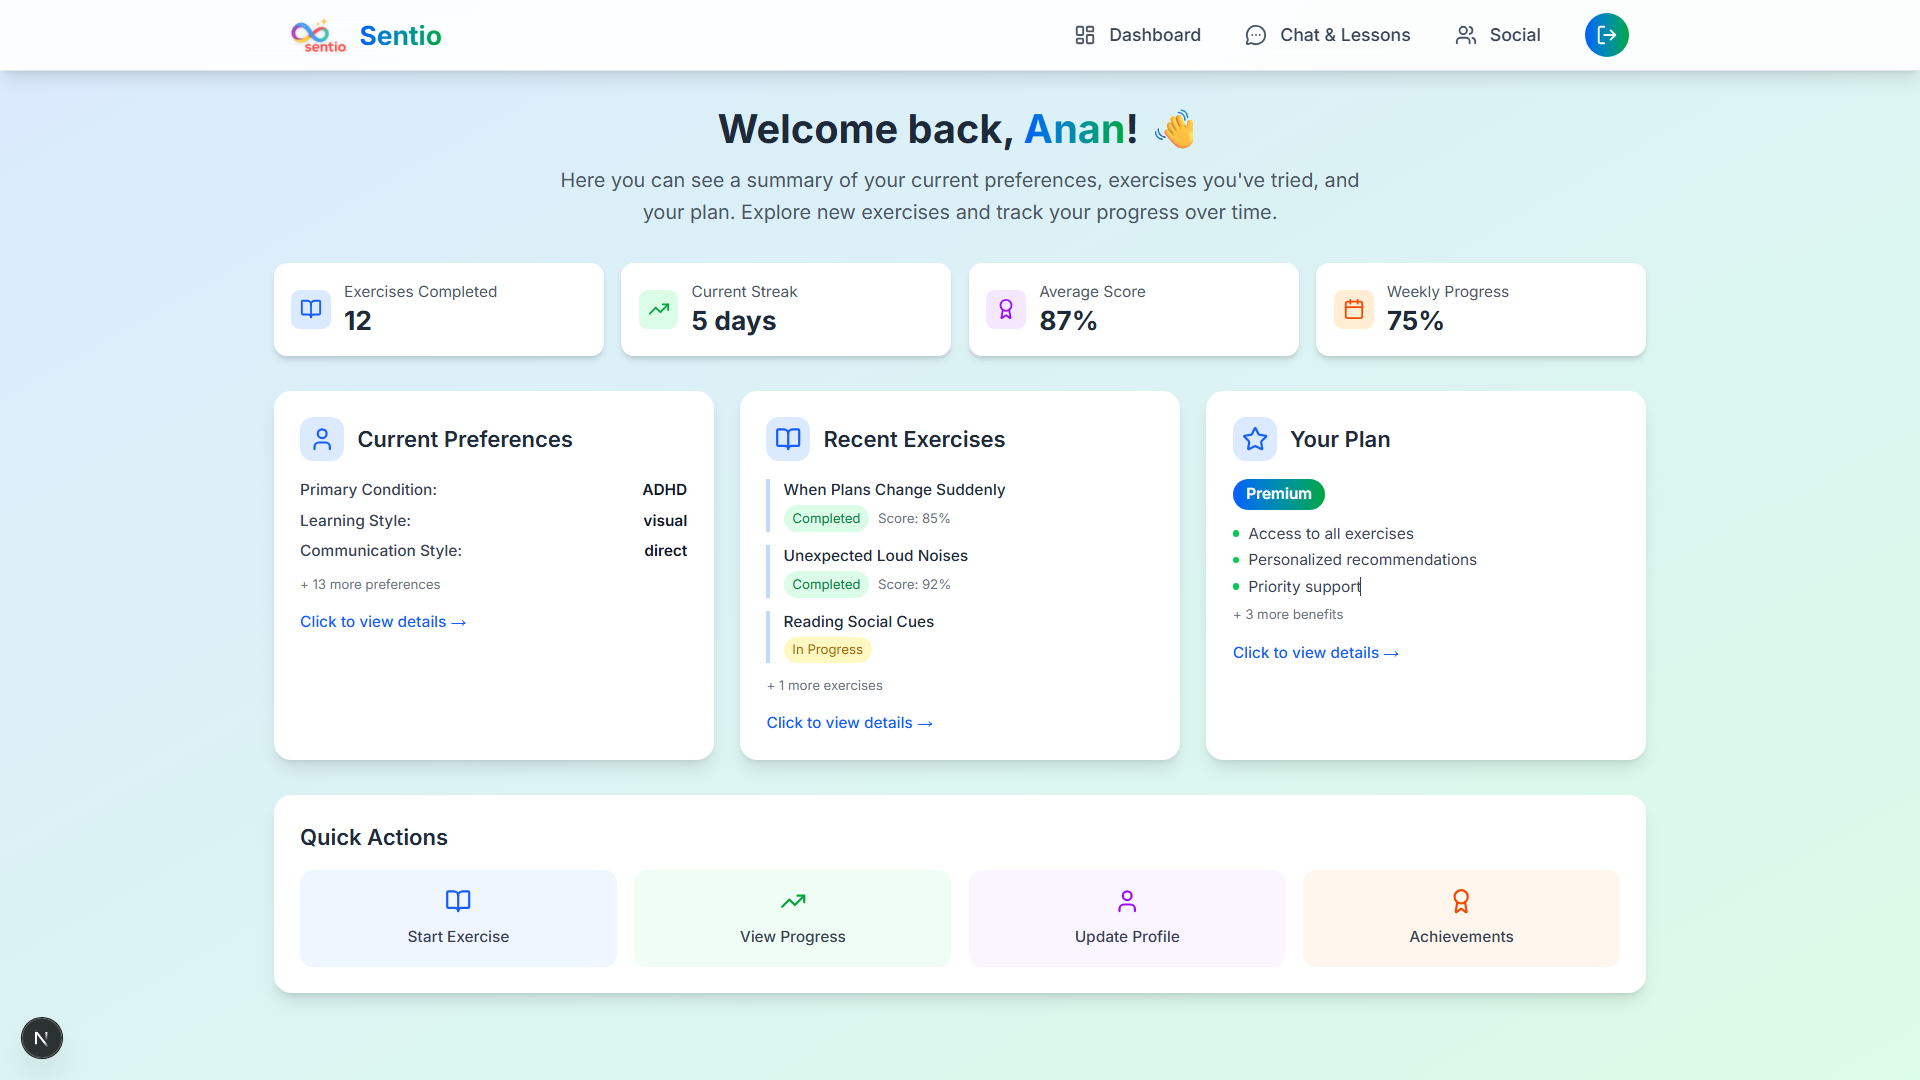 sentio
Sentio
Dashboard
Chat & Lessons
Social
Welcome back, Anan! 👋
Here you can see a summary of your current preferences, exercises you've tried, and
your plan. Explore new exercises and track your progress over time.
Exercises Completed
12
Current Streak
5 days
Average Score
87%
Weekly Progress
75%
Current Preferences
Primary Condition: ADHD
Learning Style: visual
Communication Style: direct
+ 13 more preferences
Click to view details →
Recent Exercises
When Plans Change Suddenly
Completed Score: 85%
Unexpected Loud Noises
Completed Score: 92%
Reading Social Cues
In Progress
+ 1 more exercises
Click to view details →
Your Plan
Premium
Access to all exercises
Personalized recommendations
Priority support
+ 3 more benefits
Click to view details →
Quick Actions
Start Exercise
View Progress
Update Profile
Achievements
N